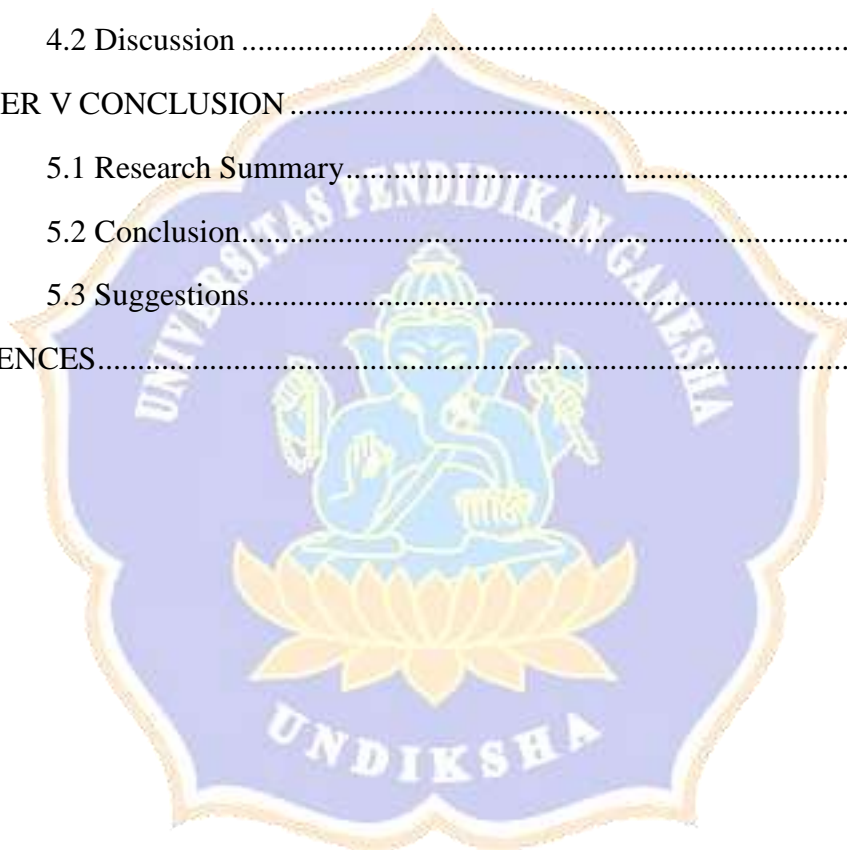 4.2 Discussion ...........................................................................
ER V CONCLUSION .....................................................................
5.1 Research Summary..............................................................
5.2 Conclusion...........................................................................
5.3 Suggestions..........................................................................
ENCES............................................................................................
UNIVERSITAS PENDIDIKAN GANESHA
UNDIKSHA